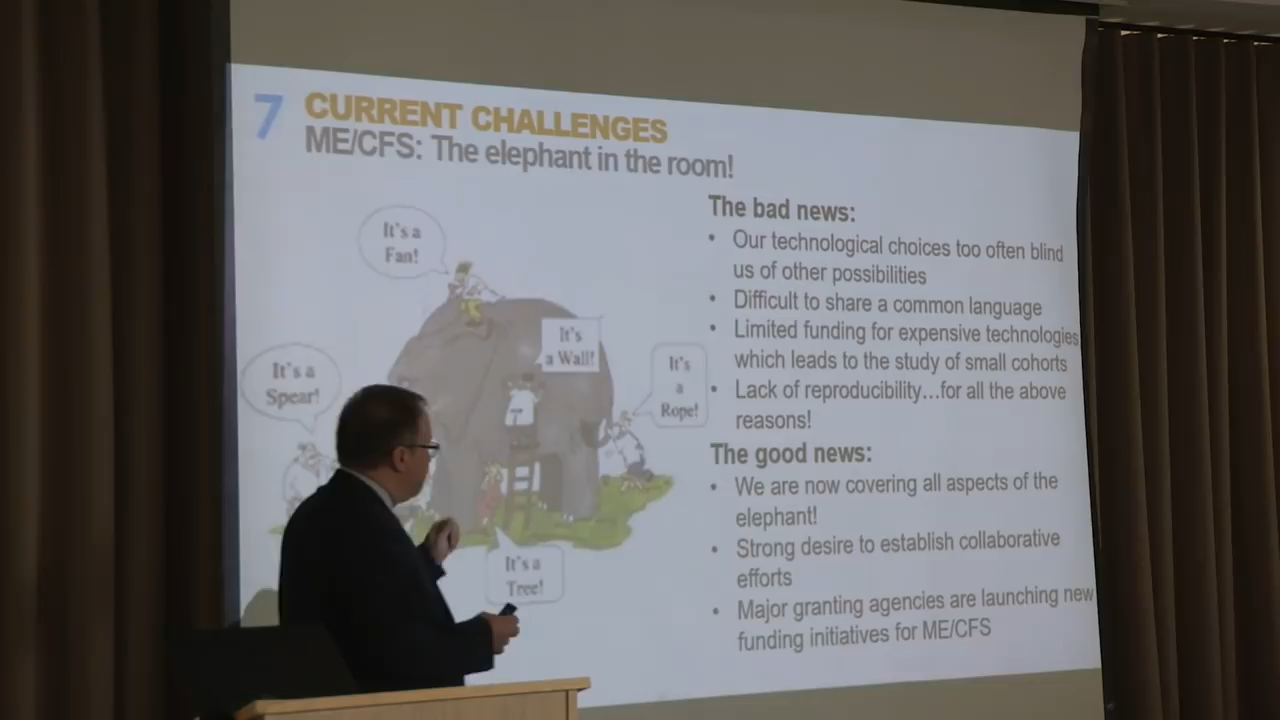 7
CURRENT CHALLENGES
ME/CFS: The elephant in the room!
It's a
Fan!
It's
a Wall!
It's
a
Rope!
It's a
Spear!
It's a
Tree!
The bad news:
• Our technological choices too often blind
us of other possibilities
• Difficult to share a common language
• Limited funding for expensive technologies
which leads to the study of small cohorts
• Lack of reproducibility...for all the above
reasons!
The good news:
• We are now covering all aspects of the
elephant!
• Strong desire to establish collaborative
efforts
• Major granting agencies are launching new
funding initiatives for ME/CFS